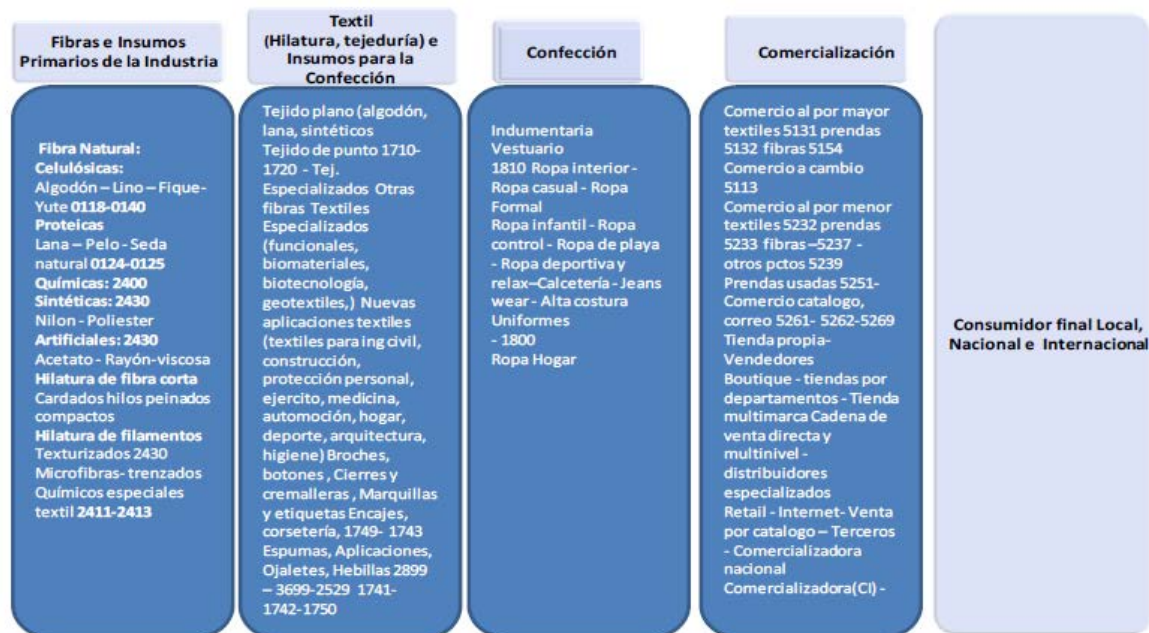 Fibras e Insumos
Primarios de la Industria
Fibra Natural:
Celulósicas:
Algodón – Lino – Fique-
Yute 0118-0140
Proteicas
Lana – Pelo - Seda
natural 0124-0125
Químicas: 2400
Sintéticas: 2430
Nilon - Poliester
Artificiales: 2430
Acetato - Rayón-viscosa
Hilatura de fibra corta
Cardados hilos peinados
compactos
Hilatura de filamentos
Texturizados 2430
Microfibras- trenzados
Químicos especiales
textil 2411-2413
Textil
(Hilatura, tejeduría) e
Insumos para la
Confección
Tejido plano (algodón,
lana, sintéticos
Tejido de punto 1710-
1720 - Tej.
Especializados Otras
fibras Textiles
Especializados
(funcionales,
biomateriales,
biotecnología,
geotextiles,) Nuevas
aplicaciones textiles
(textiles para ing civil,
construcción,
protección personal,
ejercito, medicina,
automoción, hogar,
deporte, arquitectura,
higiene) Broches,
botones , Cierres y
cremalleras , Marquillas
y etiquetas Encajes,
corsetería, 1749- 1743
Espumas, Aplicaciones,
Ojaletes, Hebillas 2899
– 3699-2529 1741-
1742-1750
Confección
Indumentaria
Vestuario
1810 Ropa interior -
Ropa casual - Ropa
Formal
Ropa infantil - Ropa
control - Ropa de playa
- Ropa deportiva y
relax–Calcetería - Jeans
wear - Alta costura
Uniformes
- 1800
Ropa Hogar
Comercialización
Comercio al por mayor
textiles 5131 prendas
5132 fibras 5154
Comercio a cambio
5113
Comercio al por menor
textiles 5232 prendas
5233 fibras –5237 -
otros pctos 5239
Prendas usadas 5251-
Comercio catalogo,
correo 5261- 5262-5269
Tienda propia-
Vendedores
Boutique - tiendas por
departamentos - Tienda
multimarca Cadena de
venta directa y
multinivel -
distribuidores
especializados
Retail - Internet- Venta
por catalogo – Terceros
- Comercializadora
nacional
Comercializadora(CI) -
Consumidor final Local,
Nacional e Internacional